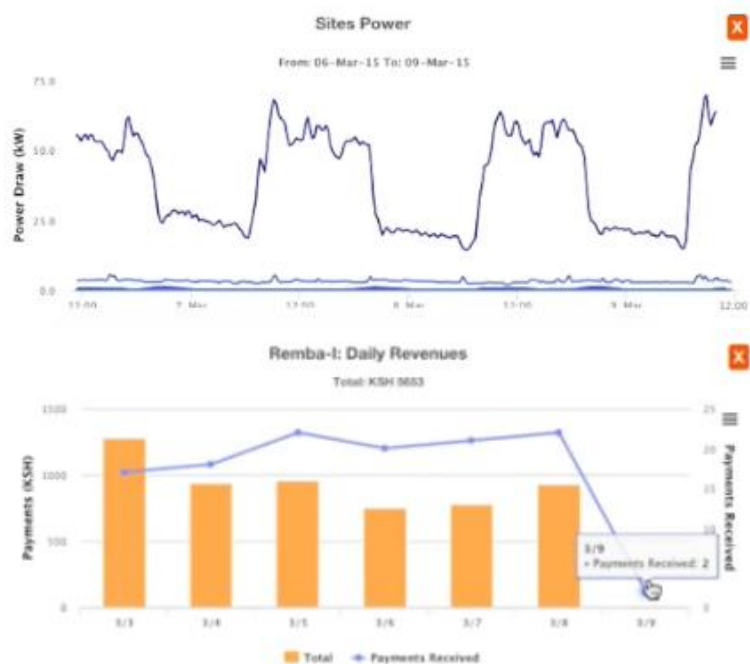 Sites Power
X
From: 06-Mar-15 To: 09-Mar-15
75.0
50.0
25.0
0.0
Power Draw (kW)
12:00 7. Mar 12:00 8. Mar 12:00 9. Mar 12:00
Remba-I: Daily Revenues
X
Total: KSH 5653
1500
1000
500
0
Payments (KSH)
25
20
15
10
5
0
Payments Received
3/9
• Payments Received: 2
3/3 3/4 3/5 3/6 3/7 3/8 3/9
Total Payments Received